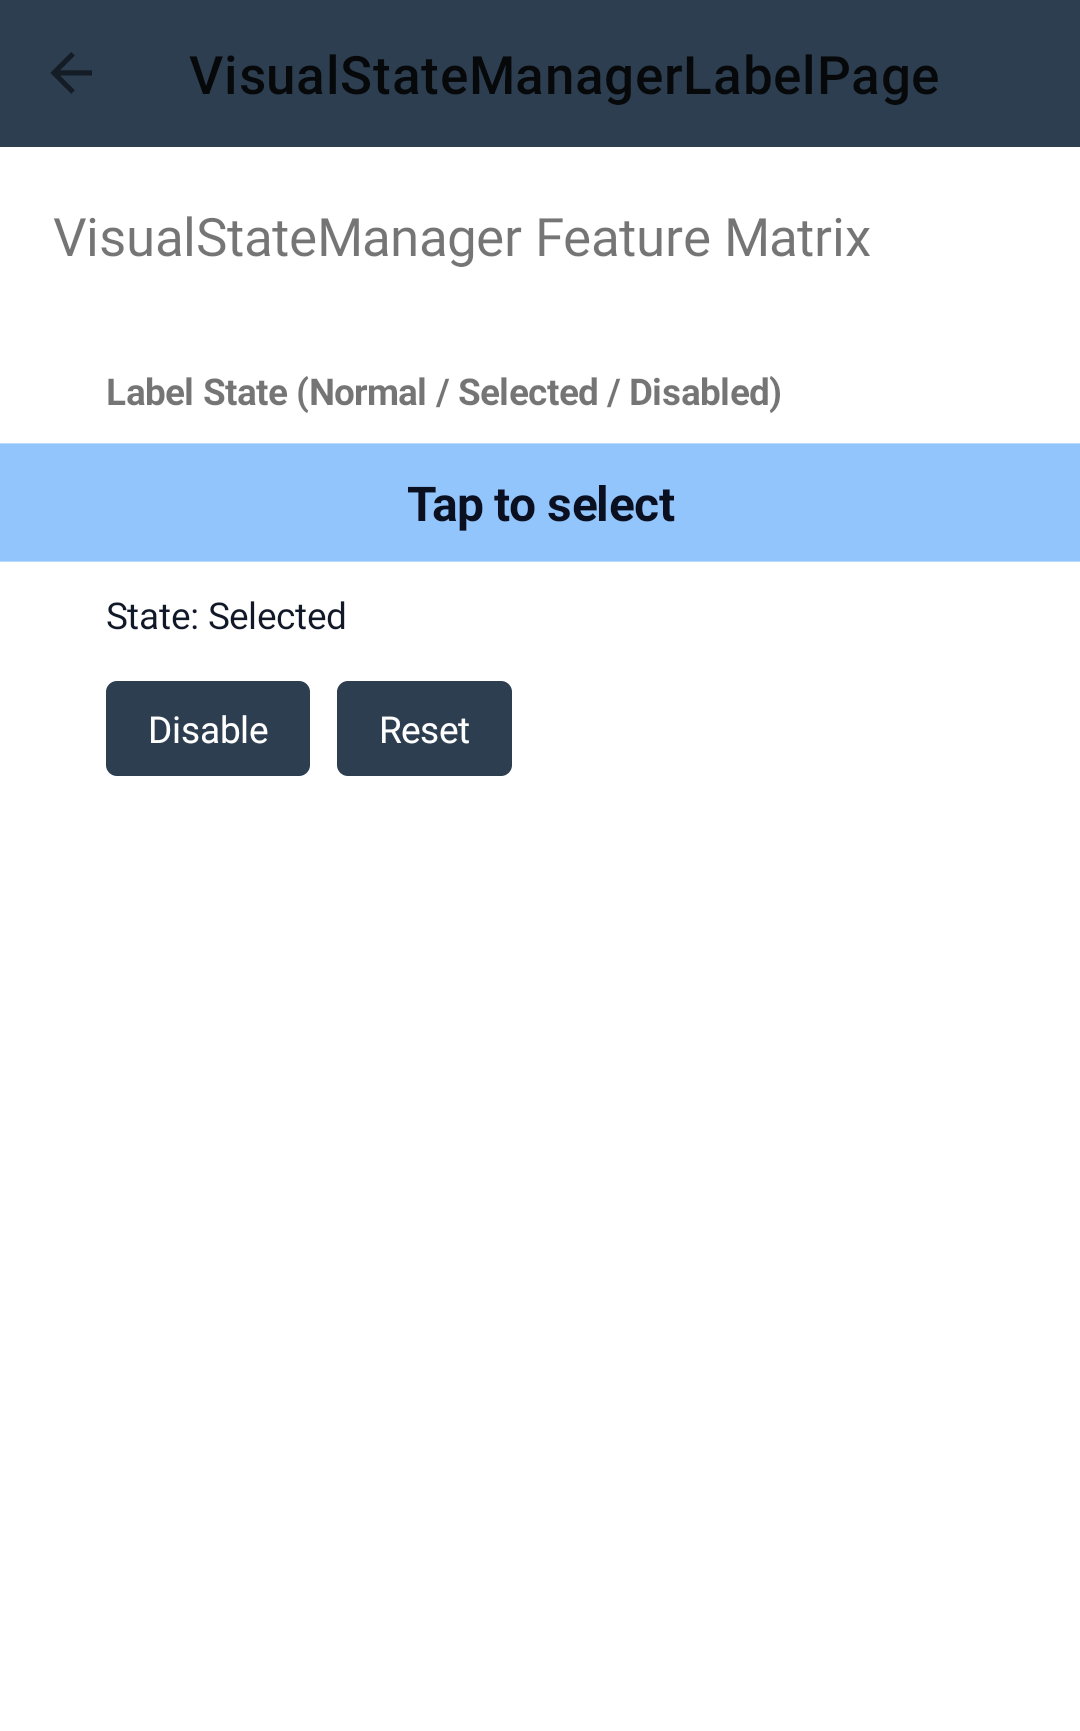 VisualStateManagerLabelPage
VisualStateManager Feature Matrix
Label State (Normal / Selected / Disabled)
Tap to select
State: Selected
Disable Reset